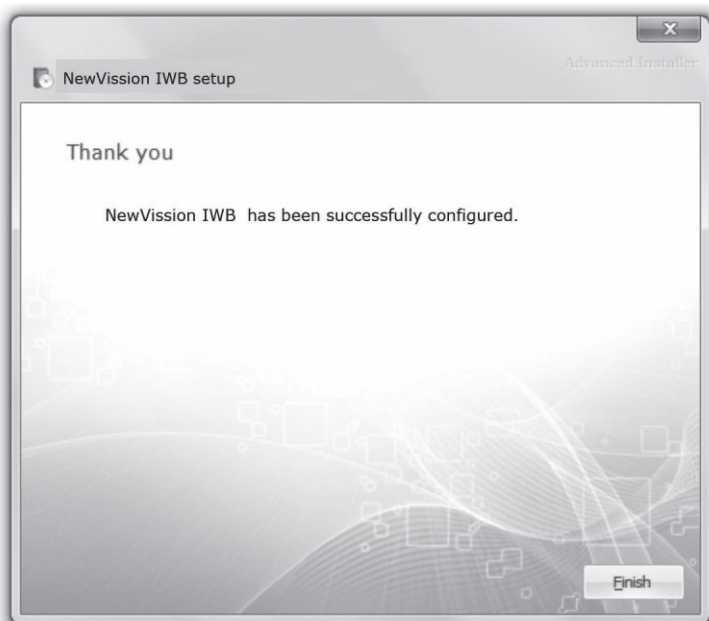 Advanced Installer
NewVission IWB setup
Thank you
NewVission IWB has been successfully configured.
Finish